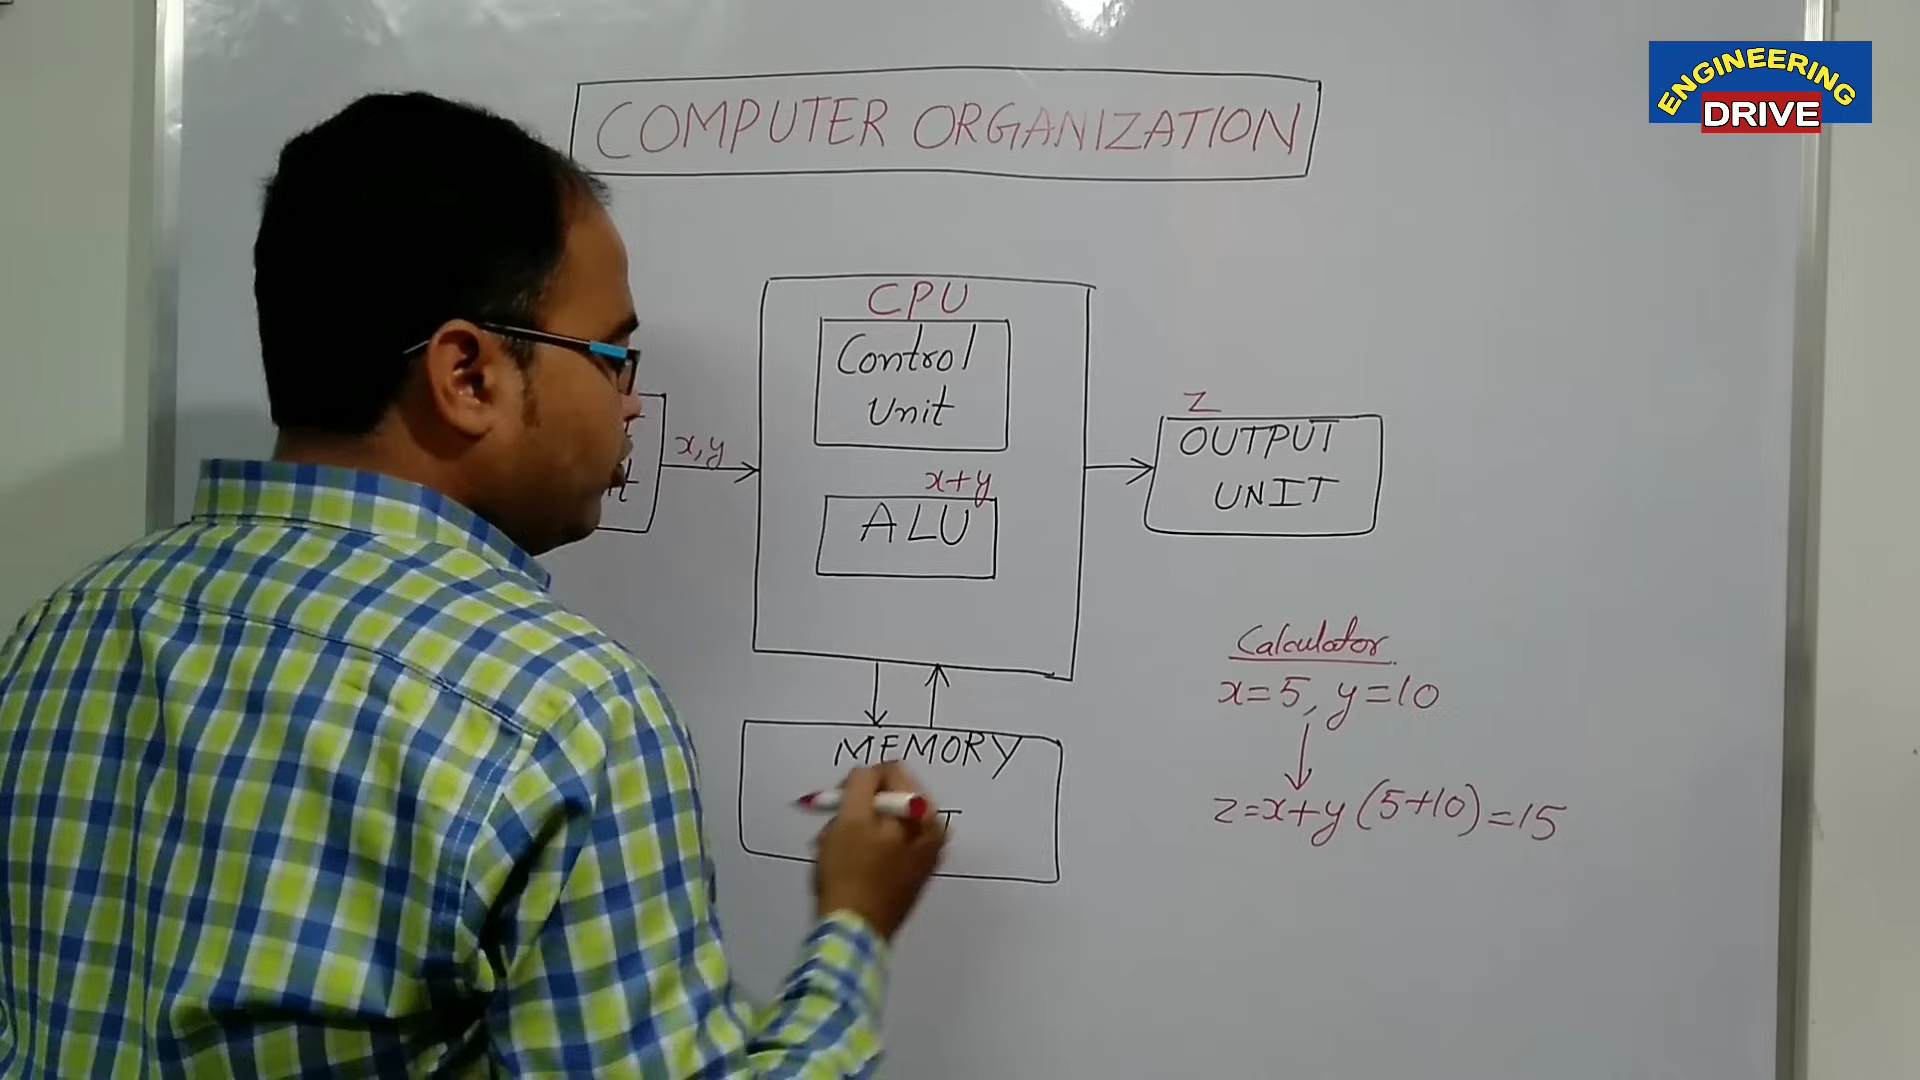 ENGINEERING
DRIVE
COMPUTER ORGANIZATION
CPU
Control
Unit
x, y
x+y
ALU
Z
OUTPUT
UNIT
MEMORY
Calculator
x=5, y=10
z=x+y (5+10) =15